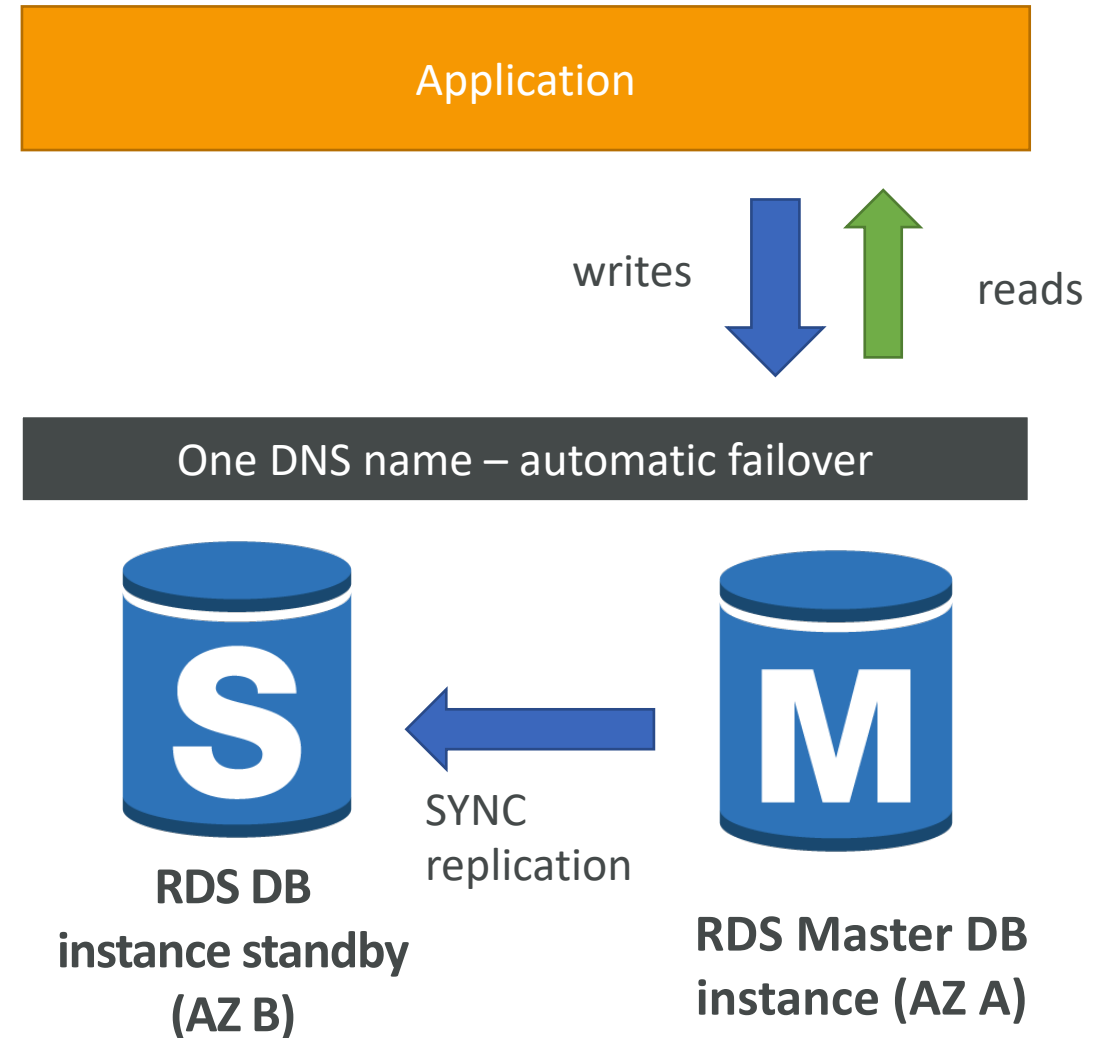 Application
writes
reads
One DNS name – automatic failover
S
M
SYNC
replication
RDS DB
instance standby
(AZ B)
RDS Master DB
instance (AZ A)